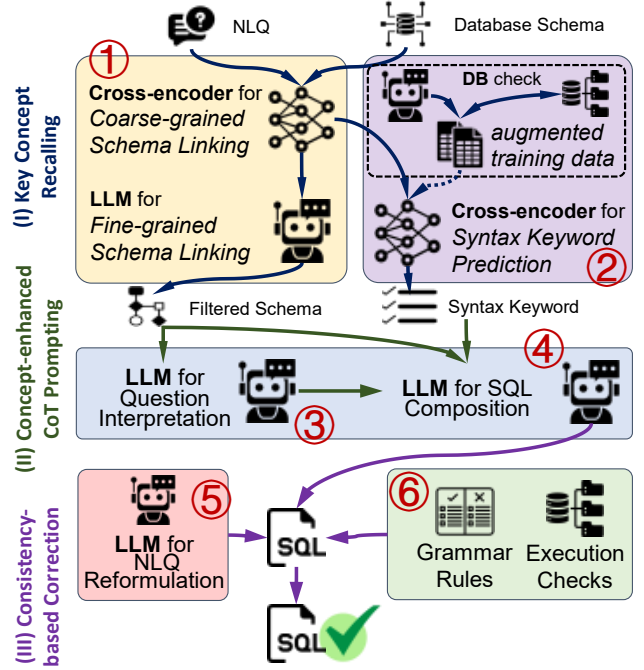 NLQ
Database Schema
(I) Key Concept
Recalling
①
Cross-encoder for
Coarse-grained
Schema Linking
LLM for
Fine-grained
Schema Linking
DB check
augmented
training data
Cross-encoder for
Syntax Keyword
Prediction
②
Filtered Schema
Syntax Keyword
(II) Concept-enhanced
CoT Prompting
LLM for
Question
Interpretation
③
LLM for SQL
Composition
④
(III) Consistency-
based Correction
⑤
LLM for
NLQ
Reformulation
SQL
⑥
Grammar
Rules
Execution
Checks
SQL